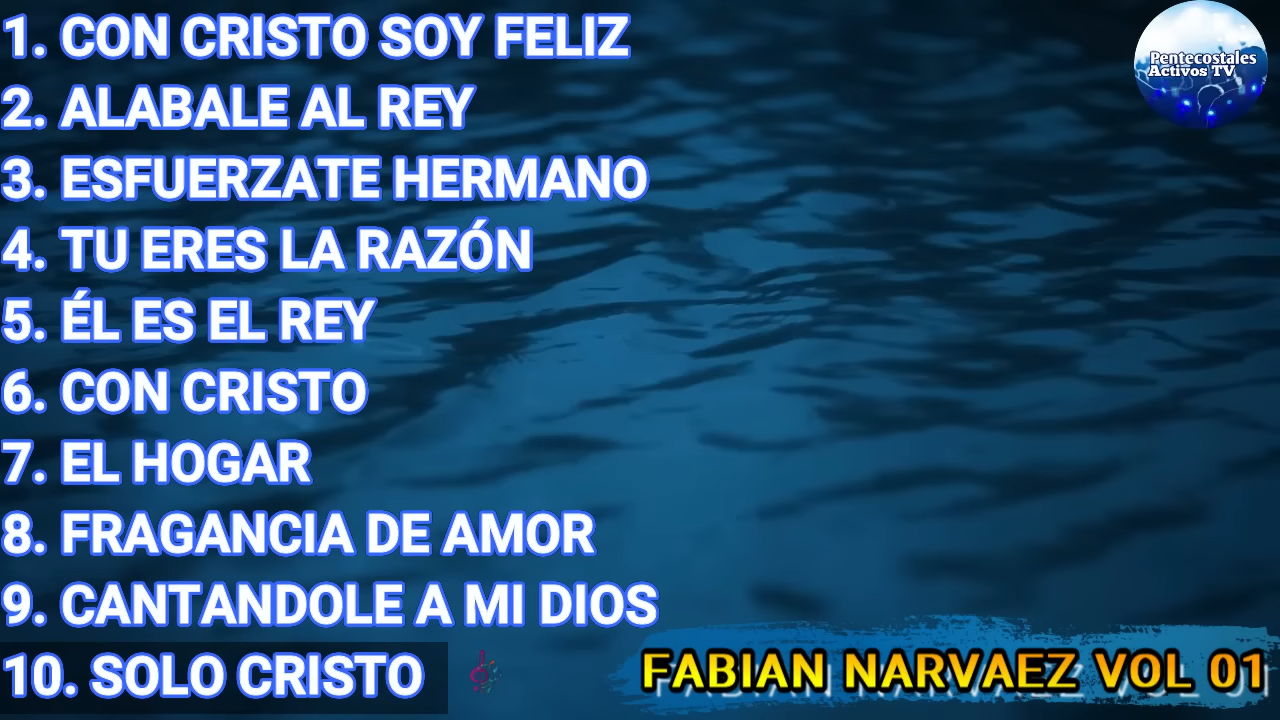 1. CON CRISTO SOY FELIZ
2. ALABALE AL REY
3. ESFUERZATE HERMANO
4. TU ERES LA RAZÓN
5. ÉL ES EL REY
6. CON CRISTO
7. EL HOGAR
8. FRAGANCIA DE AMOR
9. CANTANDOLE A MI DIOS
10. SOLO CRISTO
Pentecostales
Activos TV
FABIAN NARVAEZ VOL 01